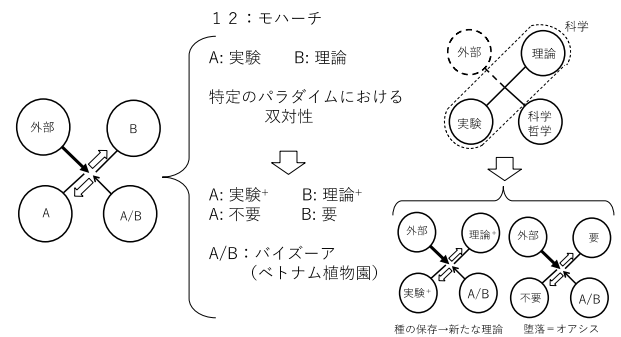 １２：モハーチ
A: 実験　B: 理論
特定のパラダイムにおける
双対性
A: 実験⁺　B: 理論⁺
A: 不要　B: 要
A/B：バイズーア
（ベトナム植物園）
外部
B
A
A/B
科学
外部
理論
実験
科学
哲学
外部
理論⁺
実験⁺
A/B
外部
要
不要
A/B
種の保存→新たな理論
堕落＝オアシス